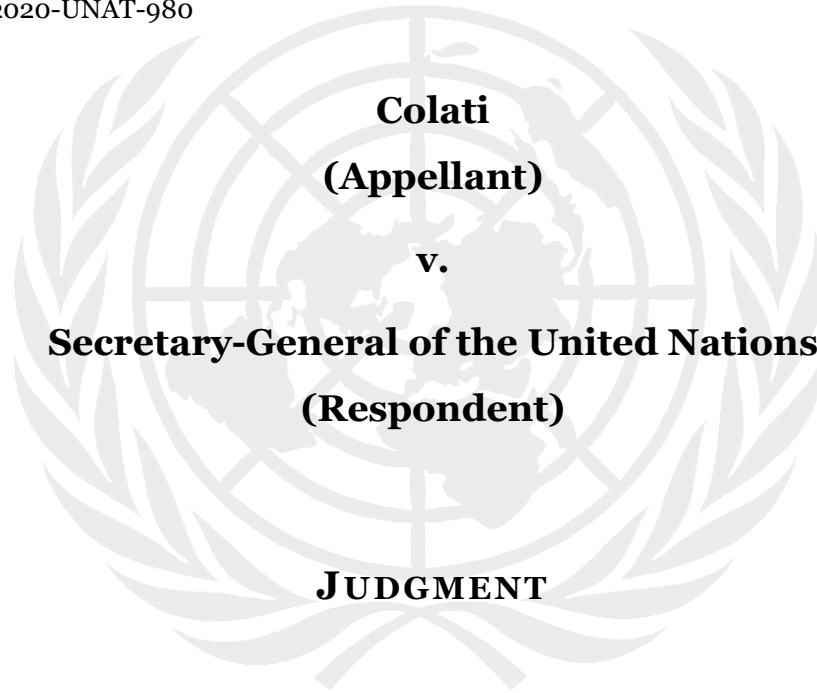 2020-UNAT-980
Colati
(Appellant)
v.
Secretary-General of the United Nations
(Respondent)
JUDGMENT